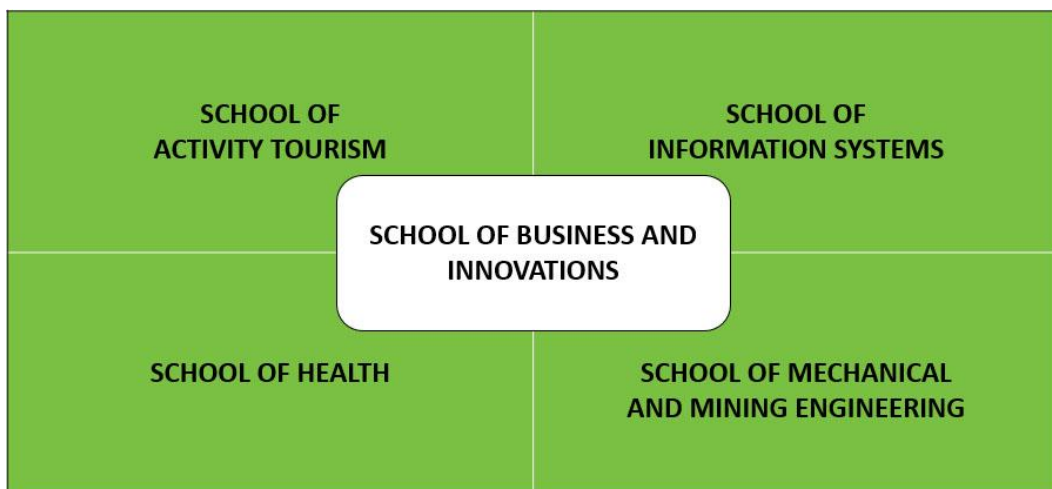 SCHOOL OF
ACTIVITY TOURISM
SCHOOL OF
INFORMATION SYSTEMS
SCHOOL OF BUSINESS AND
INNOVATIONS
SCHOOL OF HEALTH
SCHOOL OF MECHANICAL
AND MINING ENGINEERING